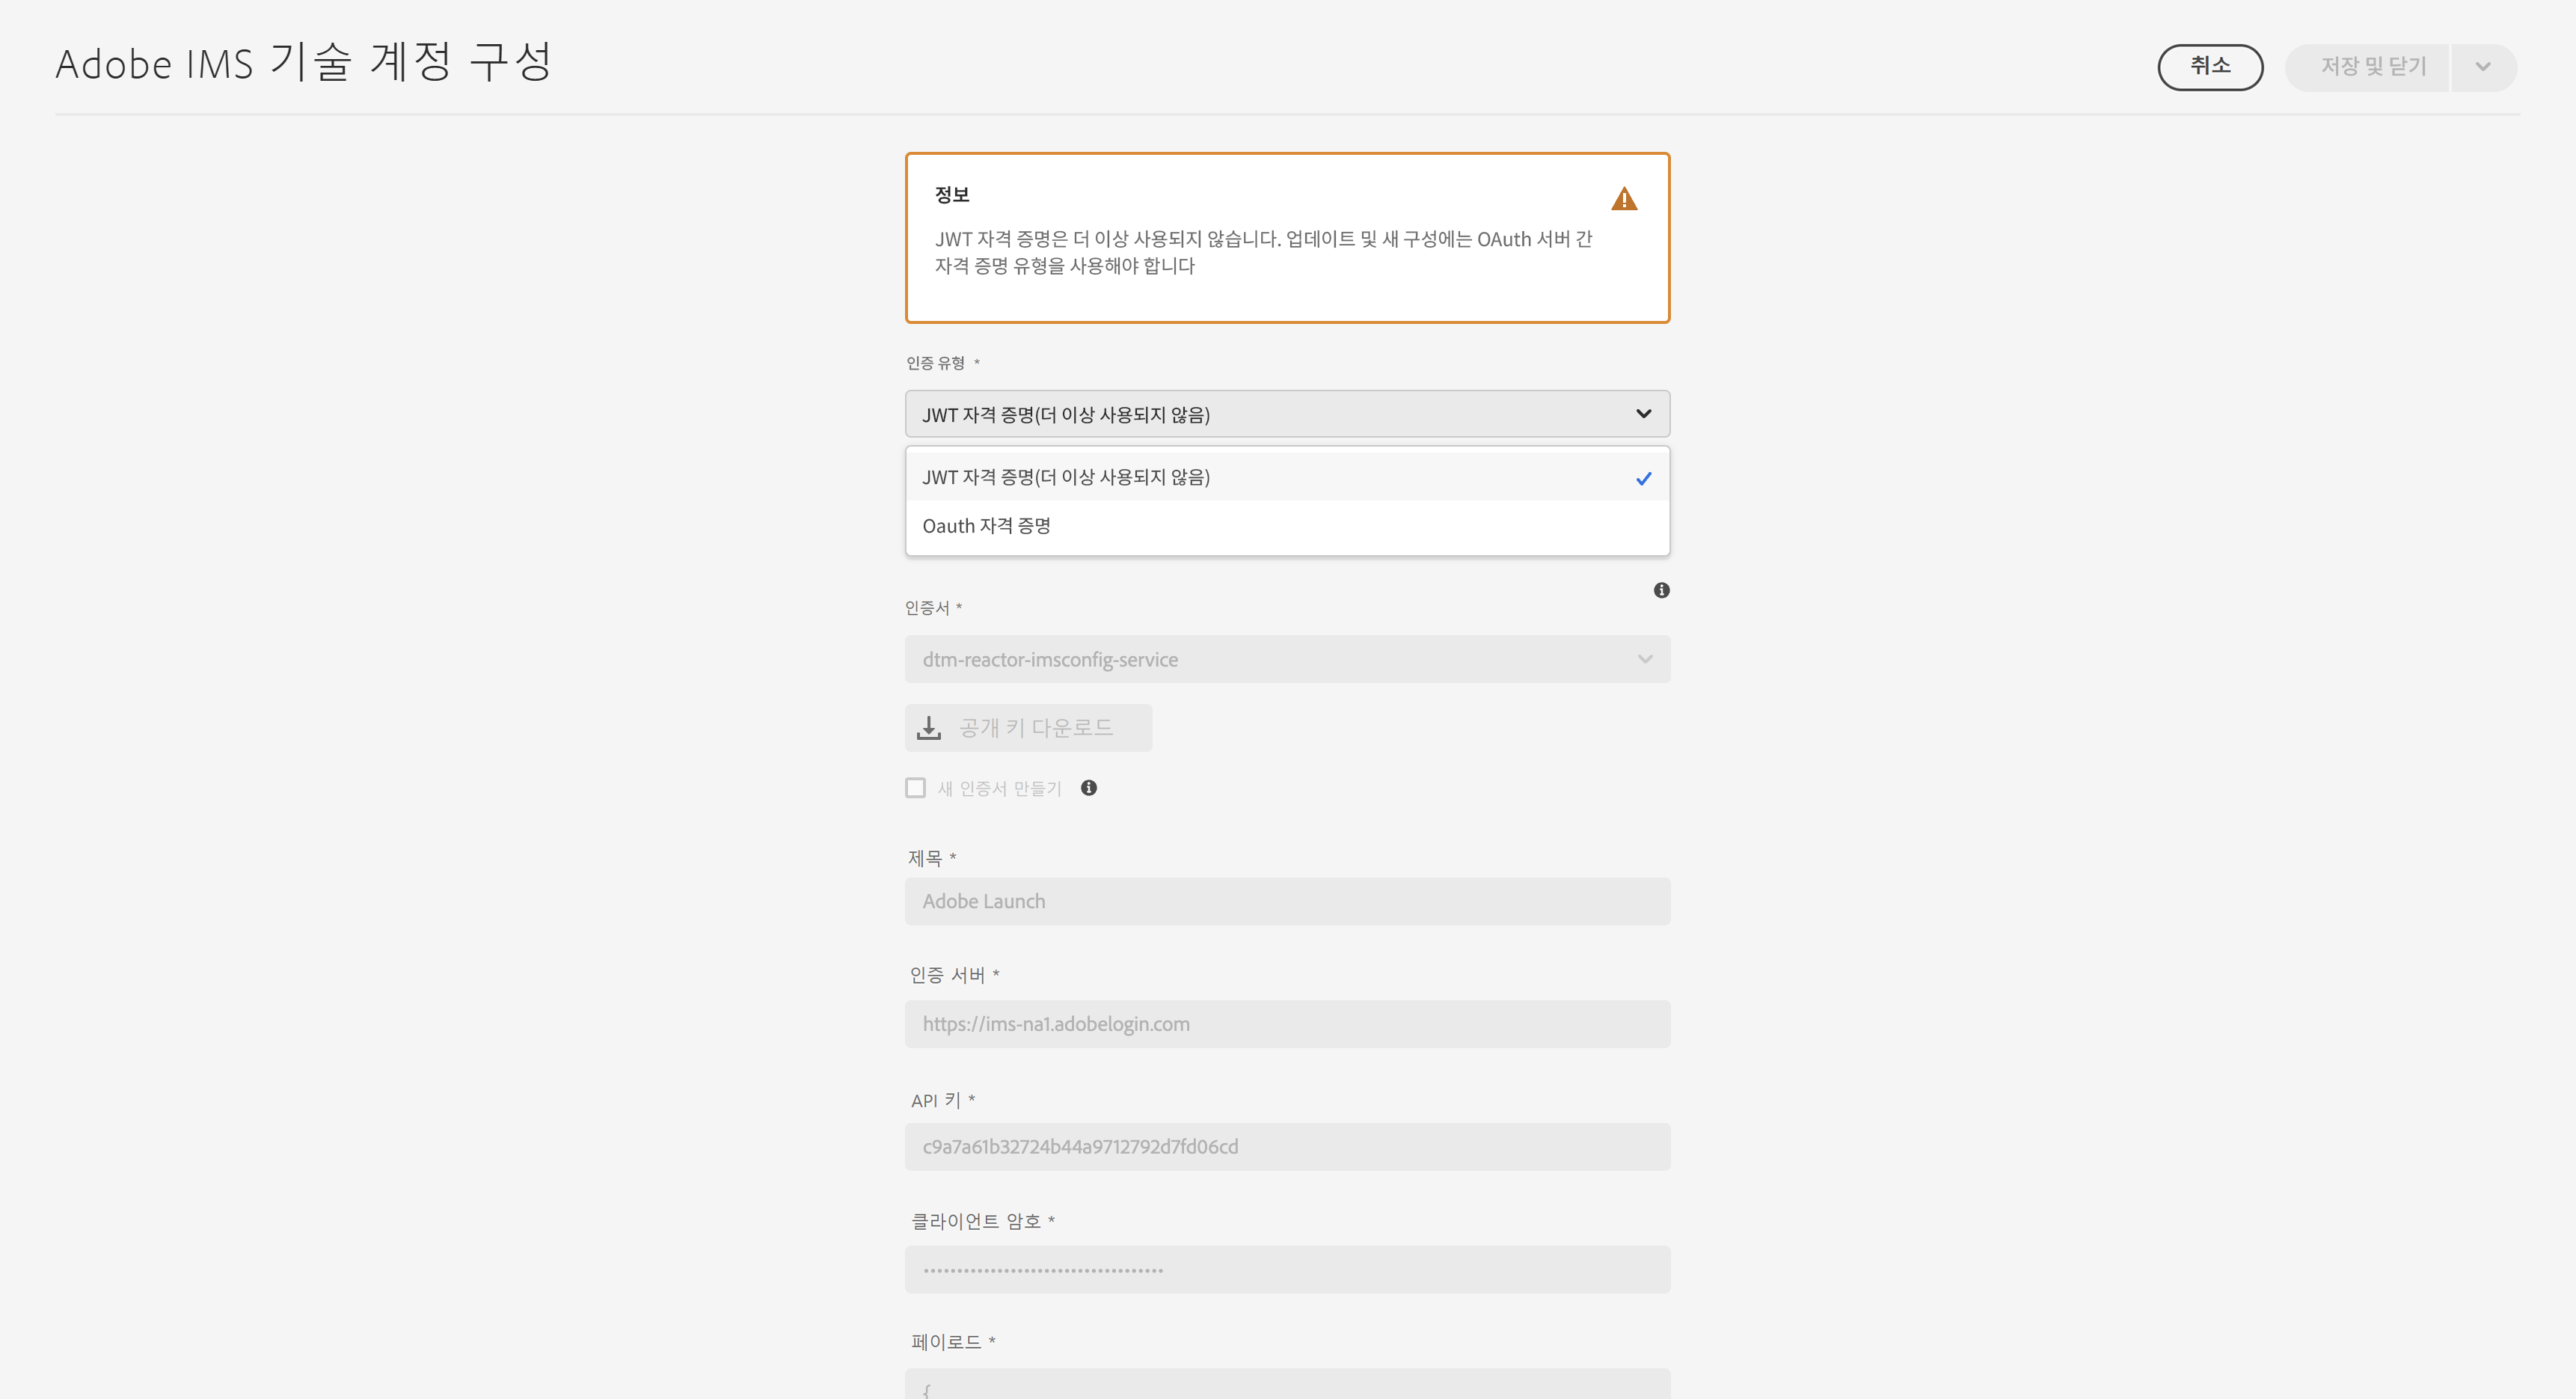 Adobe IMS 기술 계정 구성
취소
저장 및 닫기
정보
JWT 자격 증명은 더 이상 사용되지 않습니다. 업데이트 및 새 구성에는 OAuth 서버 간
자격 증명 유형을 사용해야 합니다
인증 유형 *
JWT 자격 증명(더 이상 사용되지 않음)
JWT 자격 증명(더 이상 사용되지 않음)
Oauth 자격 증명
인증서 *
dtm-reactor-imsconfig-service
공개 키 다운로드
새 인증서 만들기
제목 *
Adobe Launch
인증 서버 *
https://ims-na1.adobelogin.com
API 키 *
c9a7a61b32724b44a9712792d7fd06cd
클라이언트 암호 *
••••••••••••••••••••••••••••••••••••
페이로드 *
{